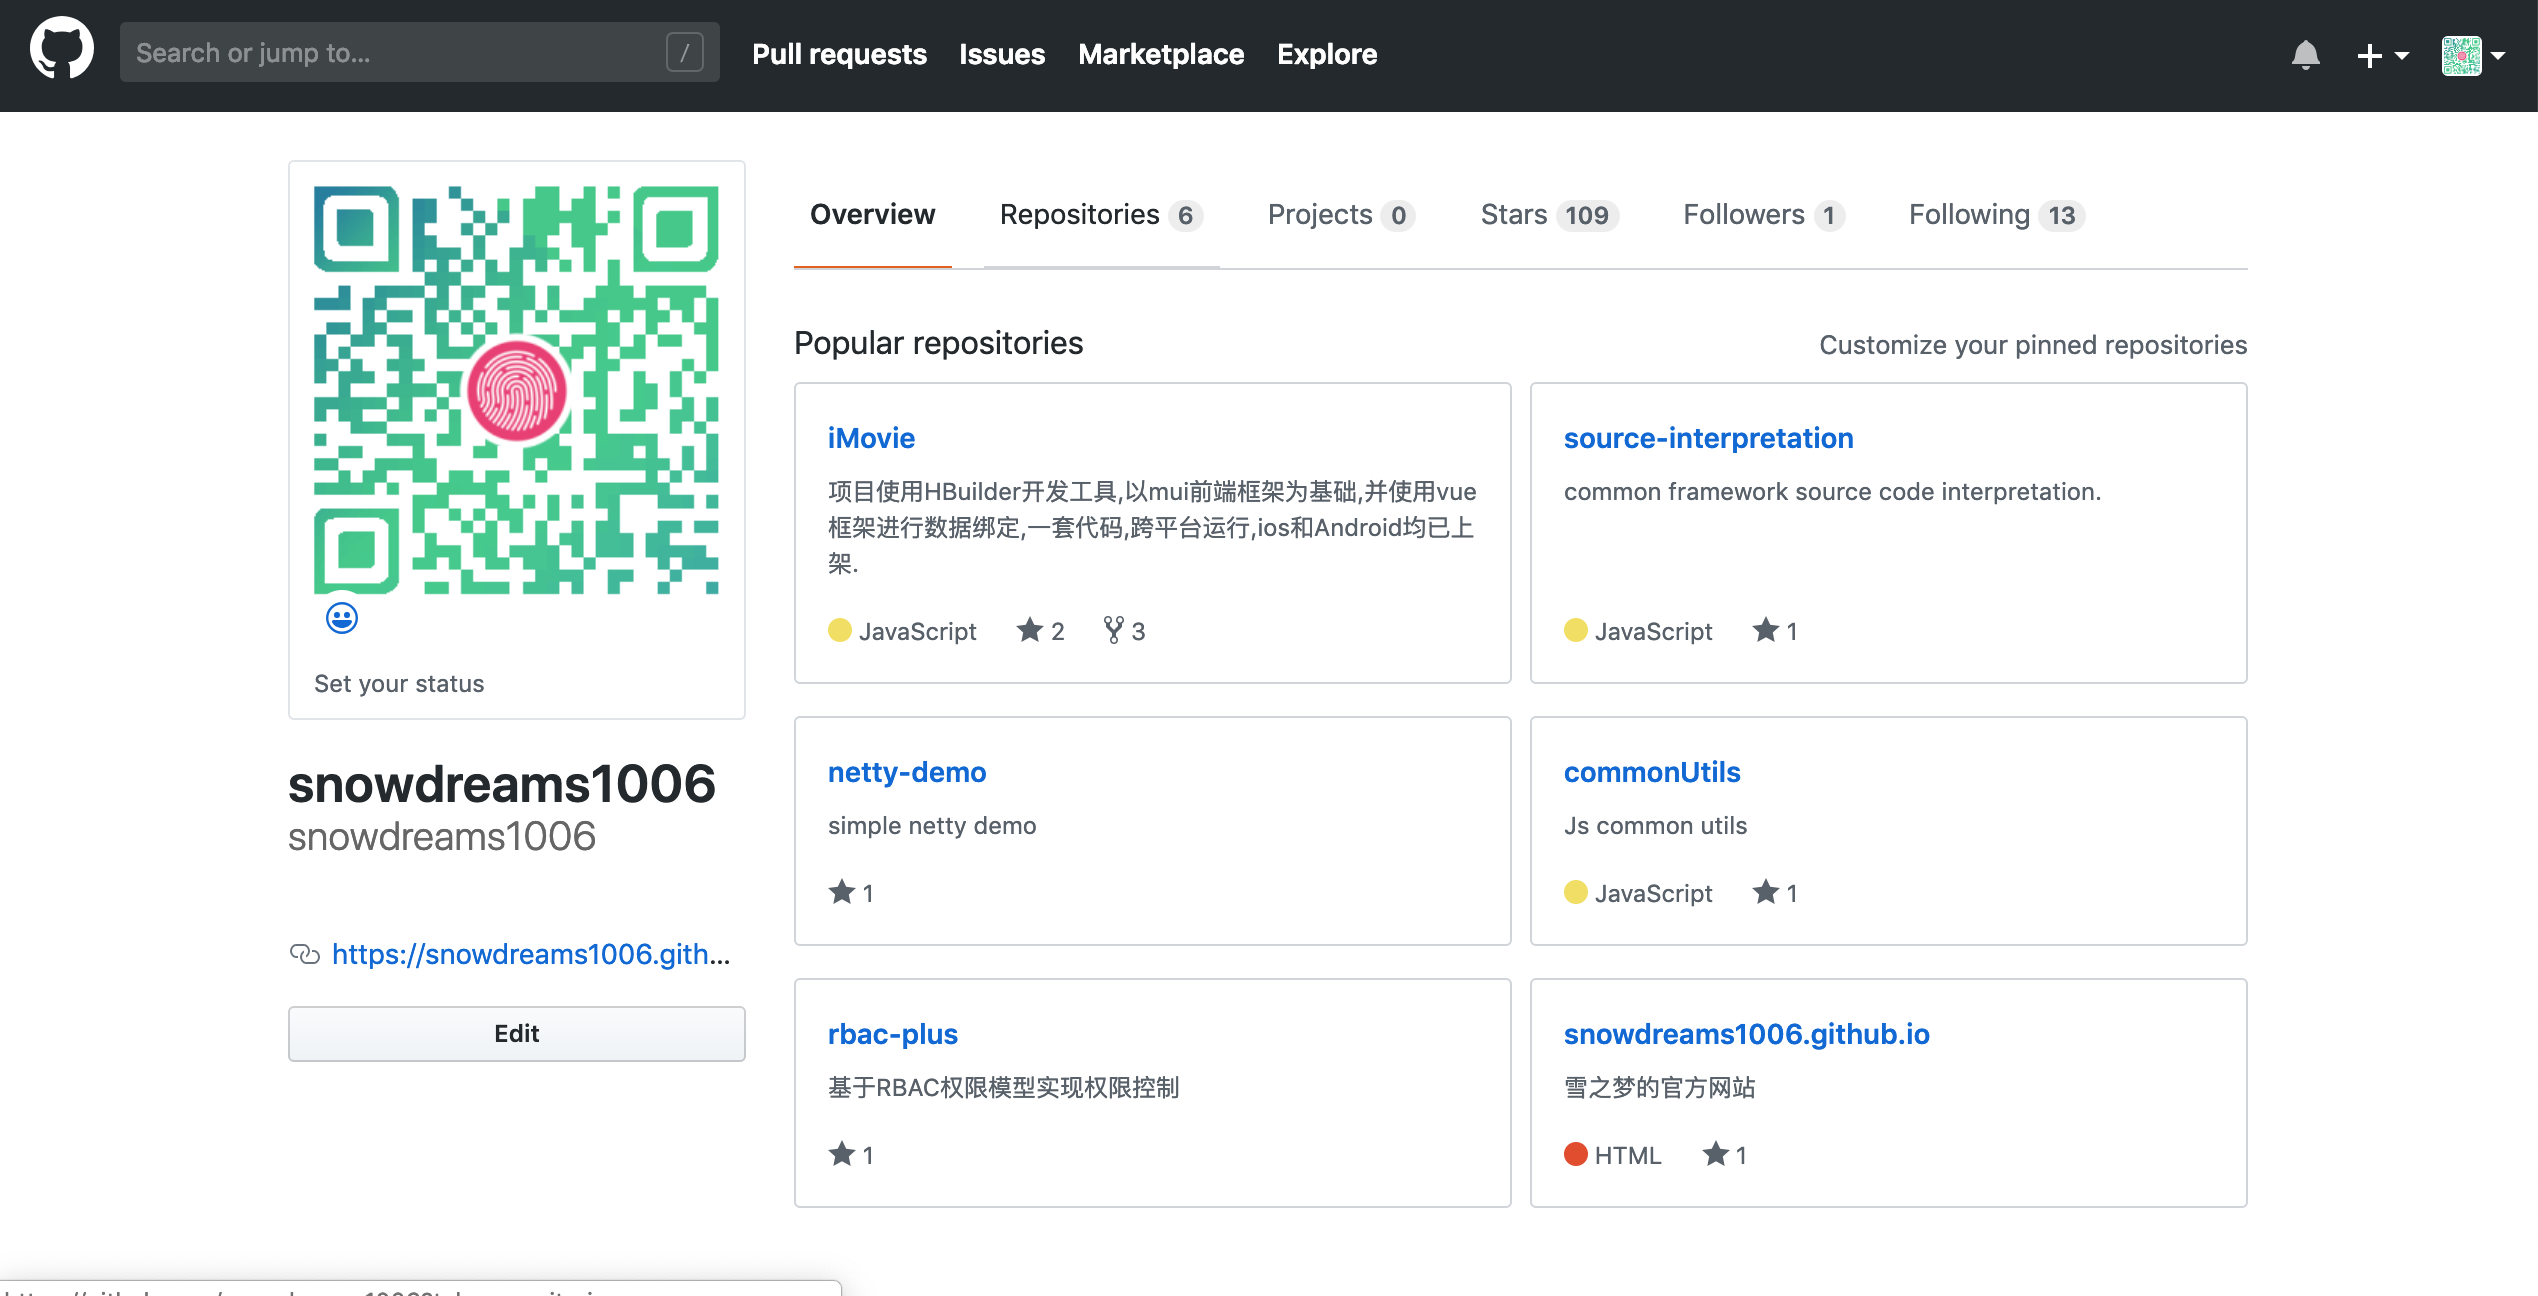 Search or jump to... /
Pull requests Issues Marketplace Explore
Overview Repositories 6 Projects 0 Stars 109 Followers 1 Following 13
Set your status
snowdreams1006
snowdreams1006
https://snowdreams1006.gith...
Edit
Popular repositories
Customize your pinned repositories
iMovie
项目使用HBuilder开发工具,以mui前端框架为基础,并使用vue
框架进行数据绑定,一套代码,跨平台运行,ios和Android均已上
架.
JavaScript 2 3
source-interpretation
common framework source code interpretation.
JavaScript 1
netty-demo
simple netty demo
1
commonUtils
Js common utils
JavaScript 1
rbac-plus
基于RBAC权限模型实现权限控制
1
snowdreams1006.github.io
雪之梦的官方网站
HTML 1